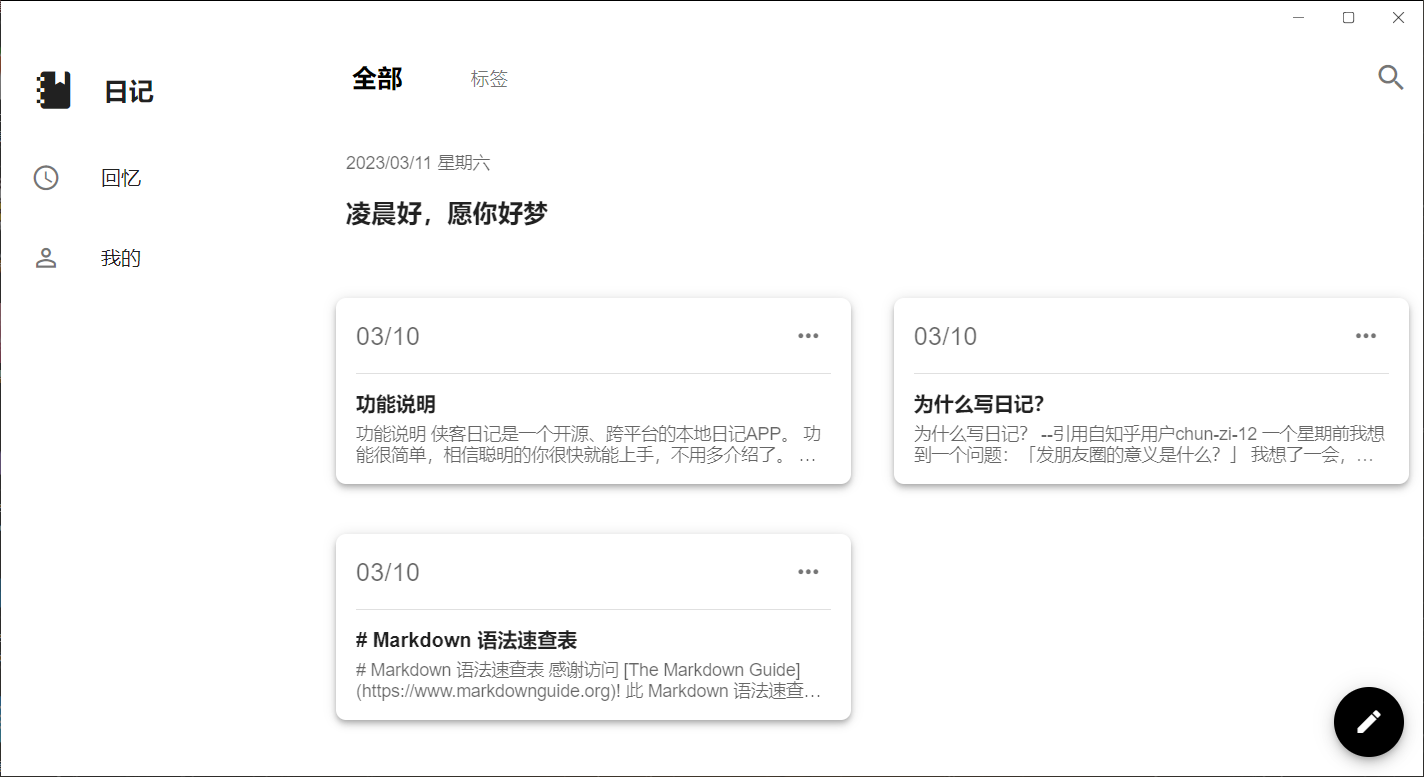 日记
回忆
我的
全部
标签
2023/03/11 星期六
凌晨好，愿你好梦
03/10
功能说明
功能说明 侠客日记是一个开源、跨平台的本地日记APP。 功
能很简单，相信聪明的你很快就能上手，不用多介绍了。 …
03/10
为什么写日记？
为什么写日记？ --引用自知乎用户chun-zi-12 一个星期前我想
到一个问题：「发朋友圈的意义是什么？」 我想了一会，…
03/10
# Markdown 语法速查表
# Markdown 语法速查表 感谢访问 [The Markdown Guide]
(https://www.markdownguide.org)! 此 Markdown 语法速查…